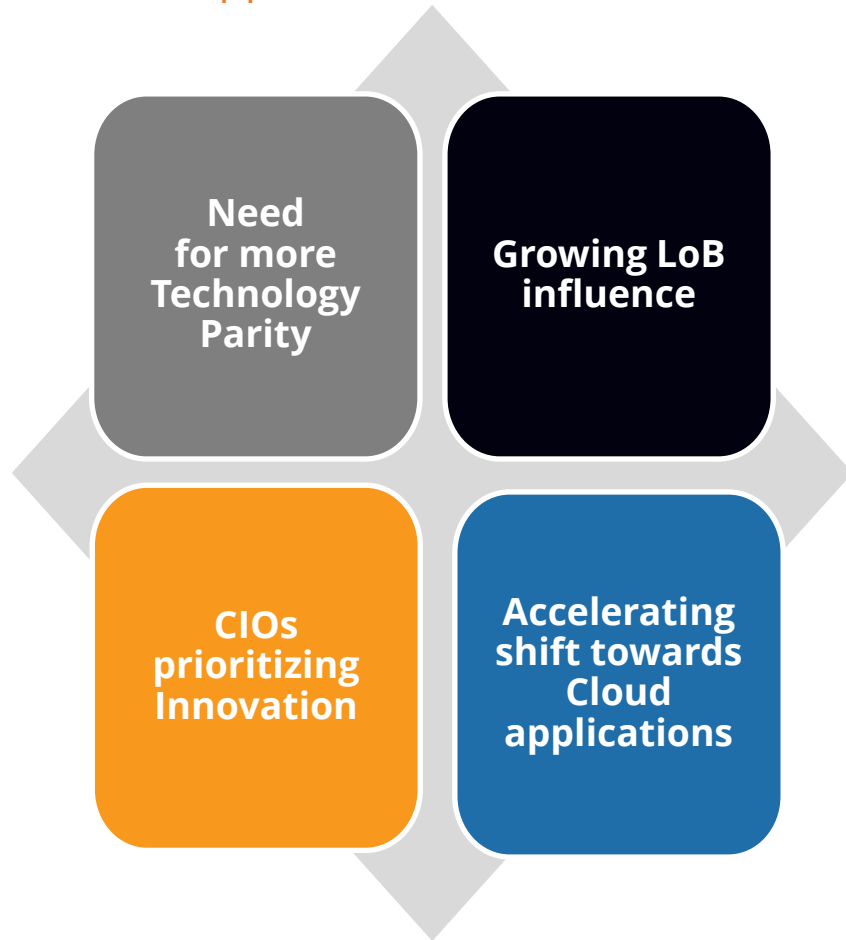 Need
for more
Technology
Parity
Growing LoB
influence
CIOs
prioritizing
Innovation
Accelerating
shift towards
Cloud
applications